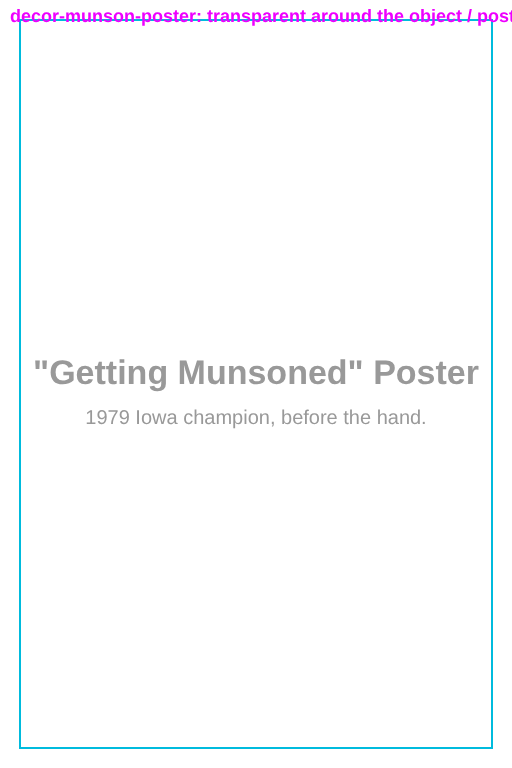 decor-munson-poster: transparent around the object / post
"Getting Munsoned" Poster
1979 Iowa champion, before the hand.